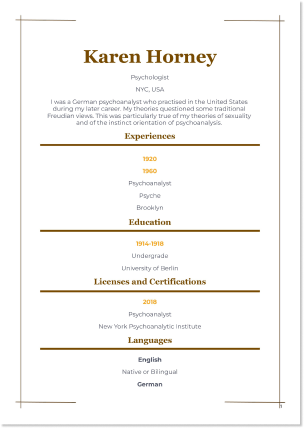 Karen Horney
Psychologist
NYC, USA
I was a German psychoanalyst who practised in the United States
during my later career. My theories questioned some traditional
Freudian views. This was particularly true of my theories of sexuality
and of the instinct orientation of psychoanalysis.
Experiences
1920
1960
Psychoanalyst
Psyche
Brooklyn
Education
1914-1918
Undergrade
University of Berlin
Licenses and Certifications
2018
Psychoanalyst
New York Psychoanalytic Institute
Languages
English
Native or Bilingual
German